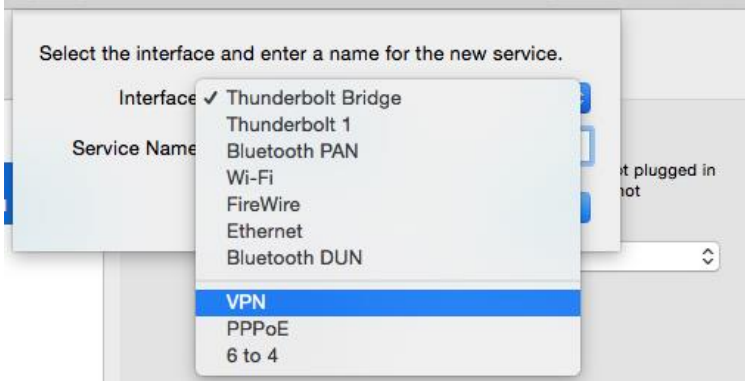 Select the interface and enter a name for the new service.
Interface ✓ Thunderbolt Bridge
Thunderbolt 1
Service Name
Bluetooth PAN
Wi-Fi
plugged in
FireWire
Ethernet
Bluetooth DUN
VPN
PPPoE
6 to 4